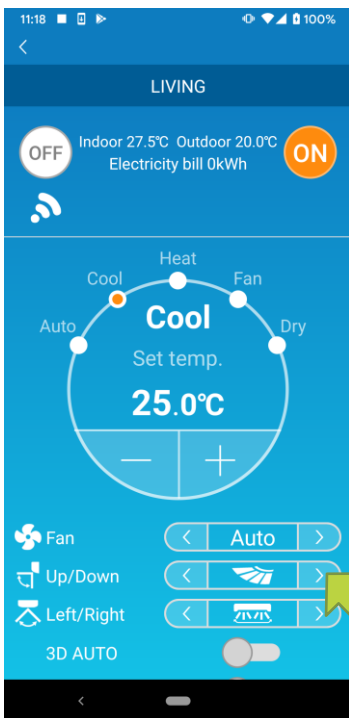 11:18 100%
LIVING
OFF Indoor 27.5℃ Outdoor 20.0℃ ON
Electricity bill 0kWh
Heat
Cool Fan
Auto Cool Dry
Set temp.
25.0℃
Fan Auto
Up/Down
Left/Right
3D AUTO